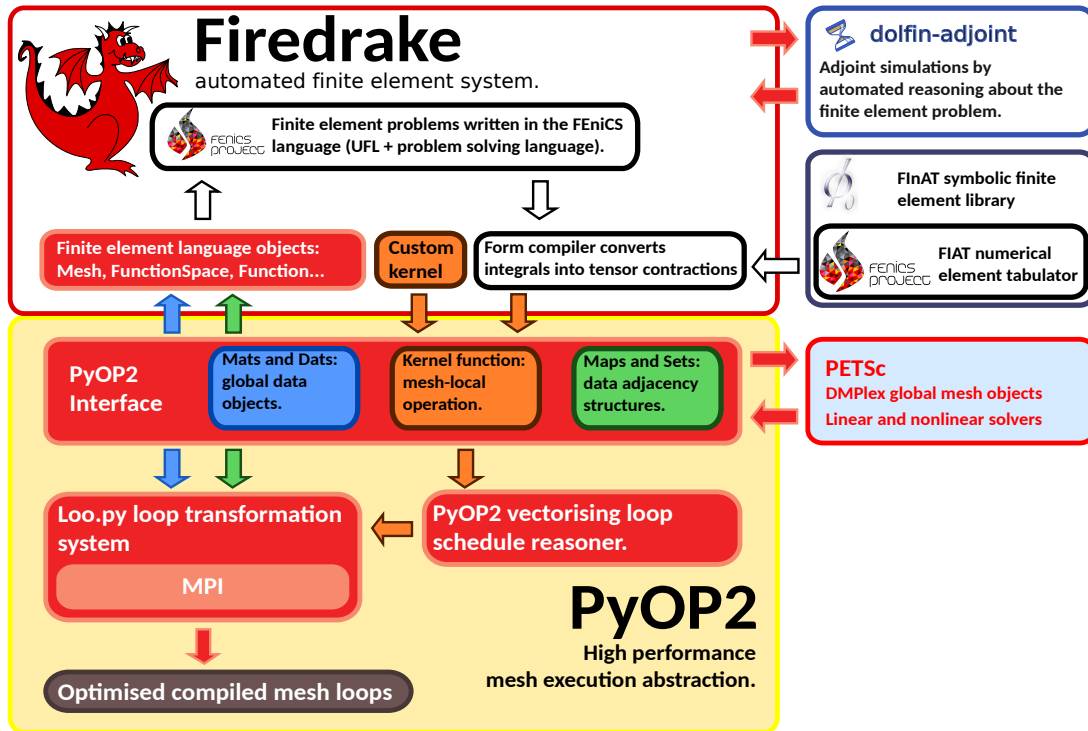 Firedrake
automated finite element system.
FENICS
PROJECT
Finite element problems written in the FEniCS
language (UFL + problem solving language).
dolfin-adjoint
Adjoint simulations by
automated reasoning about the
finite element problem.
FInAT symbolic finite
element library
FENICS
PROJECT
FIAT numerical
element tabulator
Finite element language objects:
Mesh, FunctionSpace, Function...
Custom
kernel
Form compiler converts
integrals into tensor contractions
PyOP2
Interface
Mats and Dats:
global data
objects.
Kernel function:
mesh-local
operation.
Maps and Sets:
data adjacency
structures.
PETSc
DMPlex global mesh objects
Linear and nonlinear solvers
Loo.py loop transformation
system
MPI
PyOP2 vectorising loop
schedule reasoner.
PyOP2
High performance
mesh execution abstraction.
Optimised compiled mesh loops